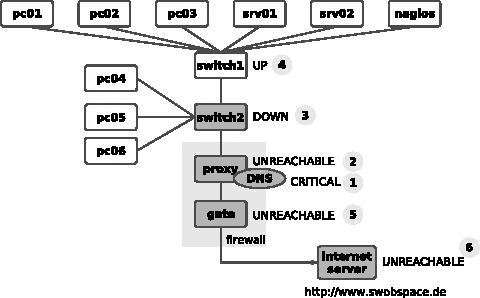 pc01 pc02 pc03 srv01 srv02 nagios
switch1 UP 4
pc04
pc05 switch2 DOWN 3
pc06
proxy UNREACHABLE 2
DNS CRITICAL 1
gate UNREACHABLE 5
firewall
6
internet
server UNREACHABLE
http://www.swobspace.de